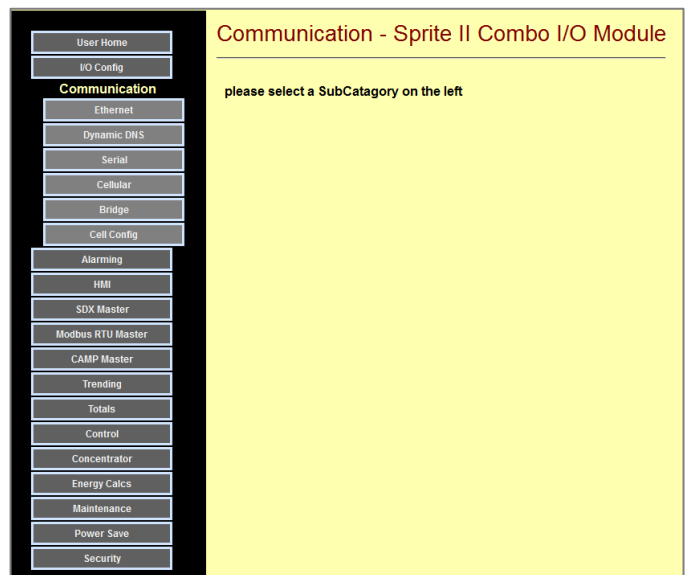 Communication - Sprite II Combo I/O Module
please select a SubCatagory on the left
User Home
I/O Config
Communication
Ethernet
Dynamic DNS
Serial
Cellular
Bridge
Cell Config
Alarming
HMI
SDX Master
Modbus RTU Master
CAMP Master
Trending
Totals
Control
Concentrator
Energy Calcs
Maintenance
Power Save
Security